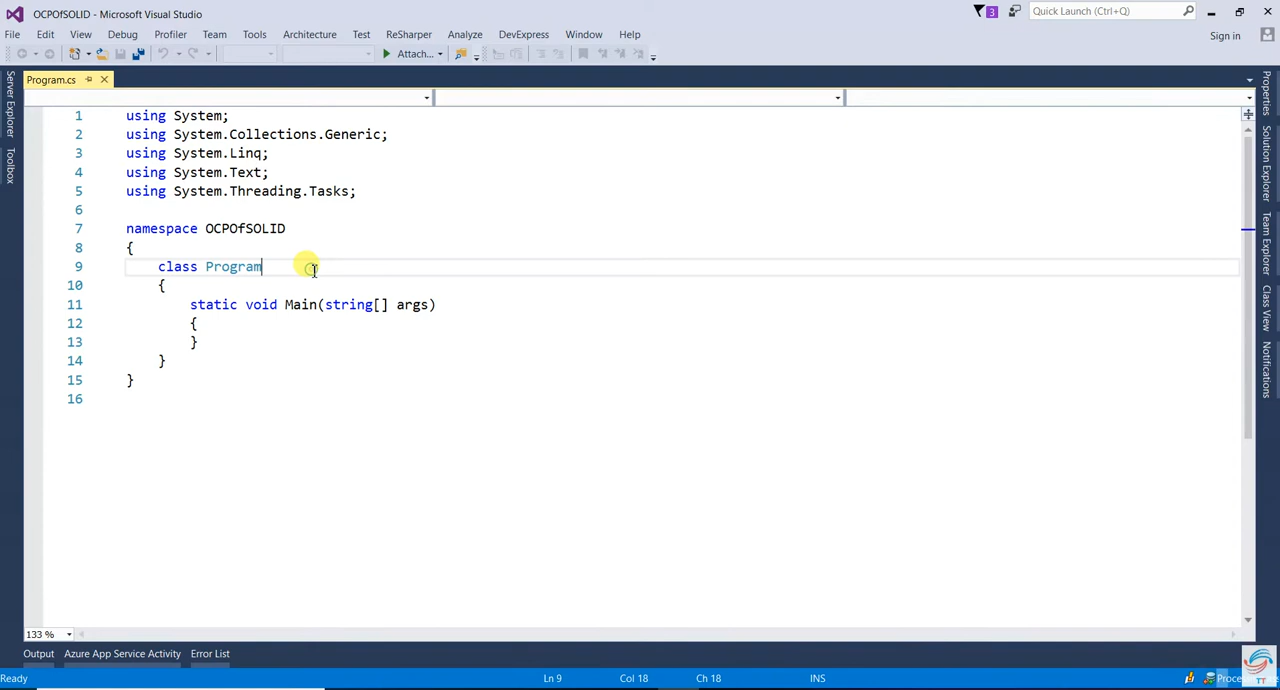 OCPOfSOLID - Microsoft Visual Studio
3
Quick Launch (Ctrl+Q)
File Edit View Debug Profiler Team Tools Architecture Test ReSharper Analyze DevExpress Window Help
Sign in
Attach...
Server Explorer
Toolbox
Program.cs
1 using System;
2 using System.Collections.Generic;
3 using System.Linq;
4 using System.Text;
5 using System.Threading.Tasks;
6
7 namespace OCPOfSOLID
8 {
9 class Program
10 {
11 static void Main(string[] args)
12 {
13 }
14 }
15 }
16
Properties
Solution Explorer
Team Explorer
Class View
Notifications
133 %
Output Azure App Service Activity Error List
Ready Ln 9 Col 18 Ch 18 INS
TT